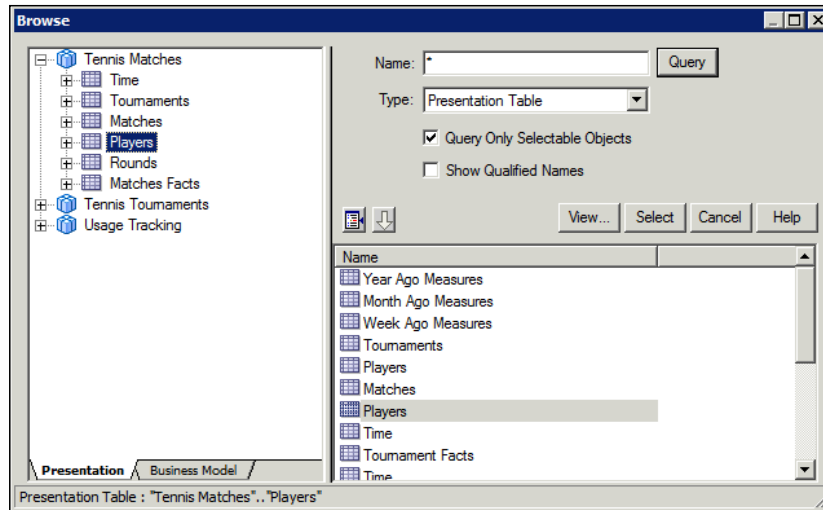 Browse
Tennis Matches
Time
Tournaments
Matches
Players
Rounds
Matches Facts
Tennis Tournaments
Usage Tracking
Presentation Business Model
Name: * Query
Type: Presentation Table
Query Only Selectable Objects
Show Qualified Names
View... Select Cancel Help
Name
Year Ago Measures
Month Ago Measures
Week Ago Measures
Tournaments
Players
Matches
Players
Time
Tournament Facts
Time
Presentation Table : "Tennis Matches".."Players"